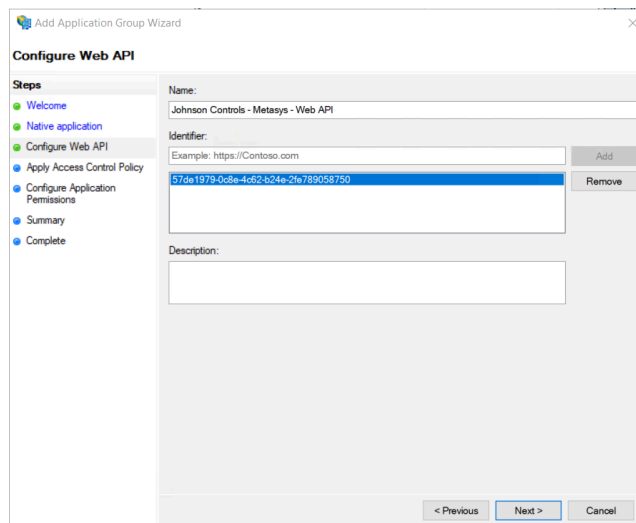 Add Application Group Wizard
Configure Web API
Steps
Welcome
Native application
Configure Web API
Apply Access Control Policy
Configure Application
Permissions
Summary
Complete
Name:
Johnson Controls - Metasys - Web API
Identifier:
Example: https://Contoso.com
Add
57de1979-0c8e-4c62-b24e-2fe789058750
Remove
Description:
< Previous
Next >
Cancel